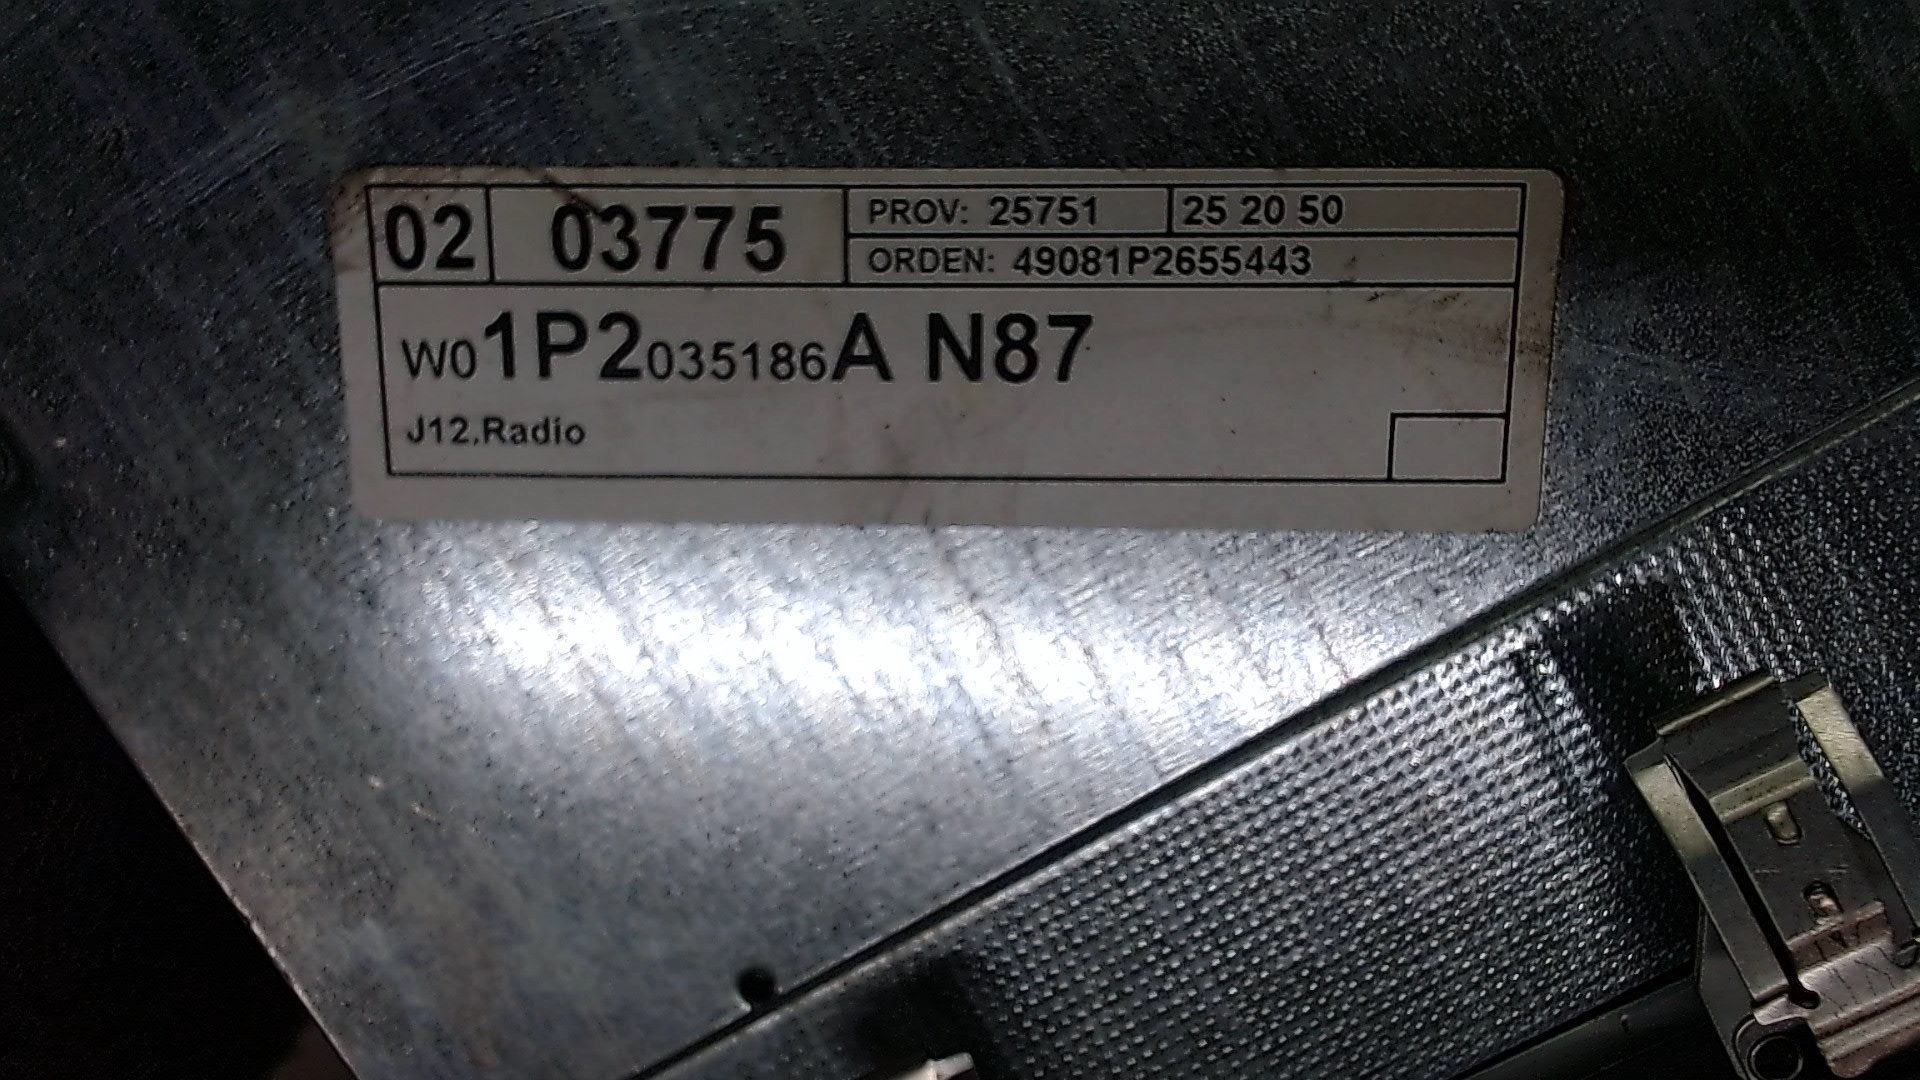 02 03775 PROV: 25751 25 20 50
ORDEN: 49081P2655443
W01P2035186A N87
J12.Radio